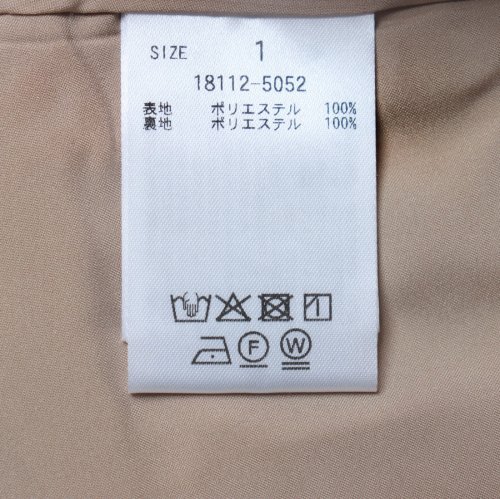 SIZE 1
18112-5052
表地 ポリエステル 100%
裏地 ポリエステル 100%
F W